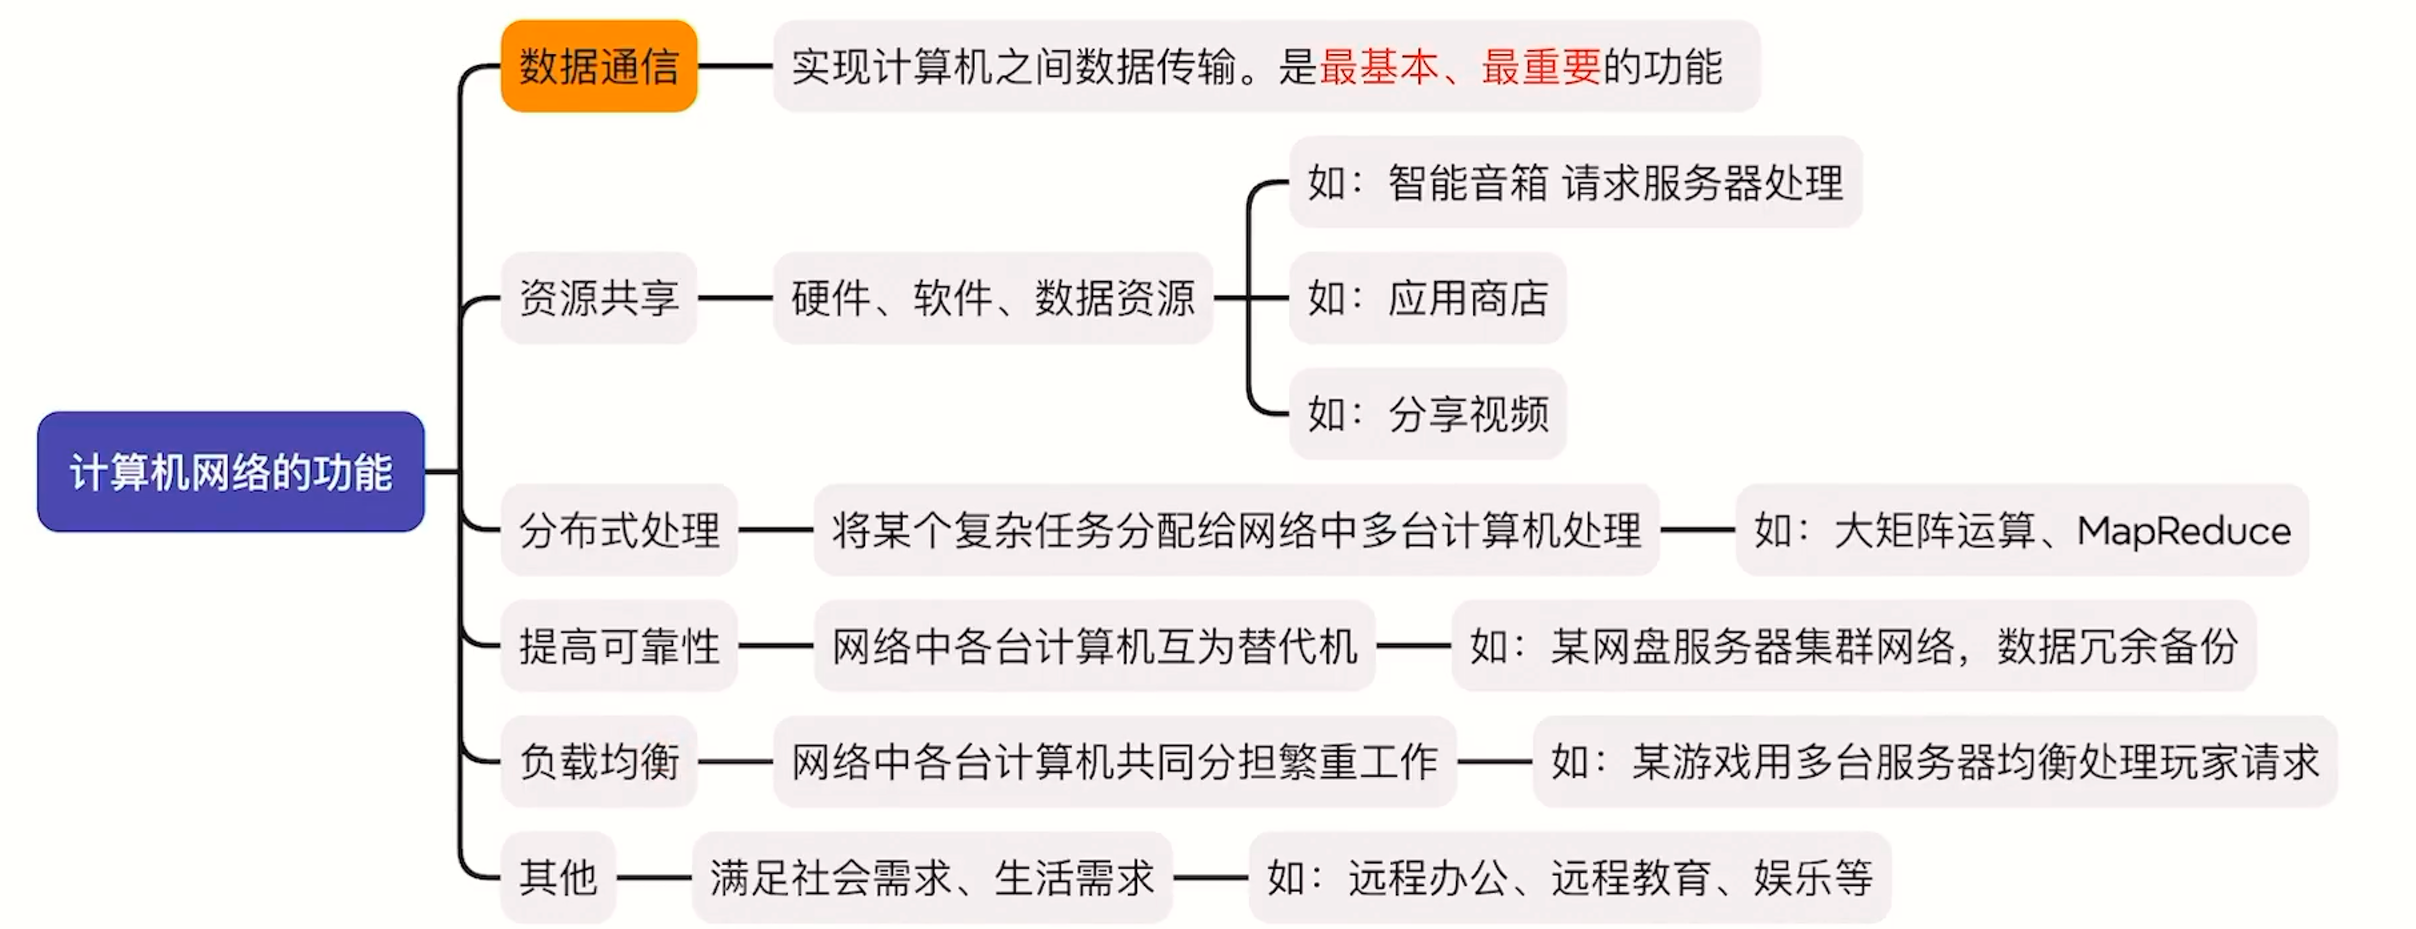 计算机网络的功能
数据通信
实现计算机之间数据传输。是最基本、最重要的功能
资源共享
硬件、软件、数据资源
如：智能音箱 请求服务器处理
如：应用商店
如：分享视频
分布式处理
将某个复杂任务分配给网络中多台计算机处理
如：大矩阵运算、MapReduce
提高可靠性
网络中各台计算机互为替代机
如：某网盘服务器集群网络，数据冗余备份
负载均衡
网络中各台计算机共同分担繁重工作
如：某游戏用多台服务器均衡处理玩家请求
其他
满足社会需求、生活需求
如：远程办公、远程教育、娱乐等